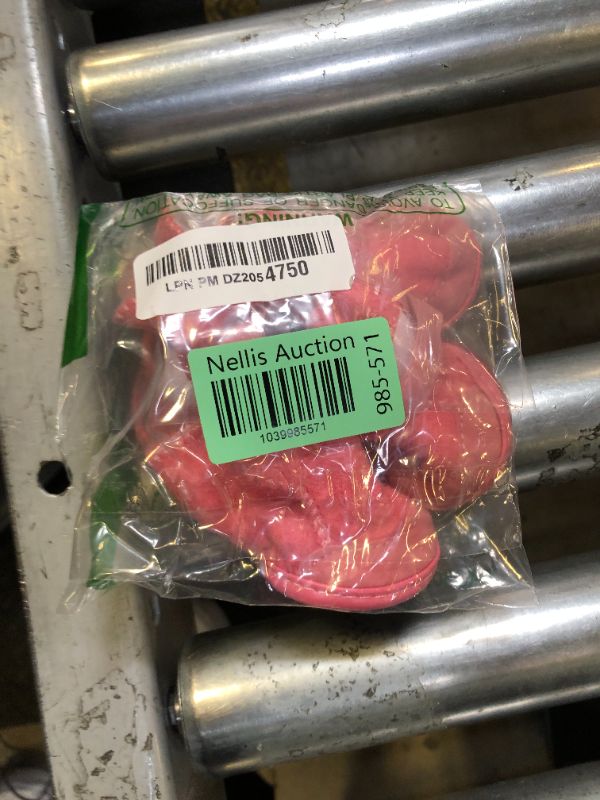 TO AVOID DANGER OF SUFFOCATION
WARNING!
LPN PM DZ2054750
Nellis Auction
1039985571
985-571